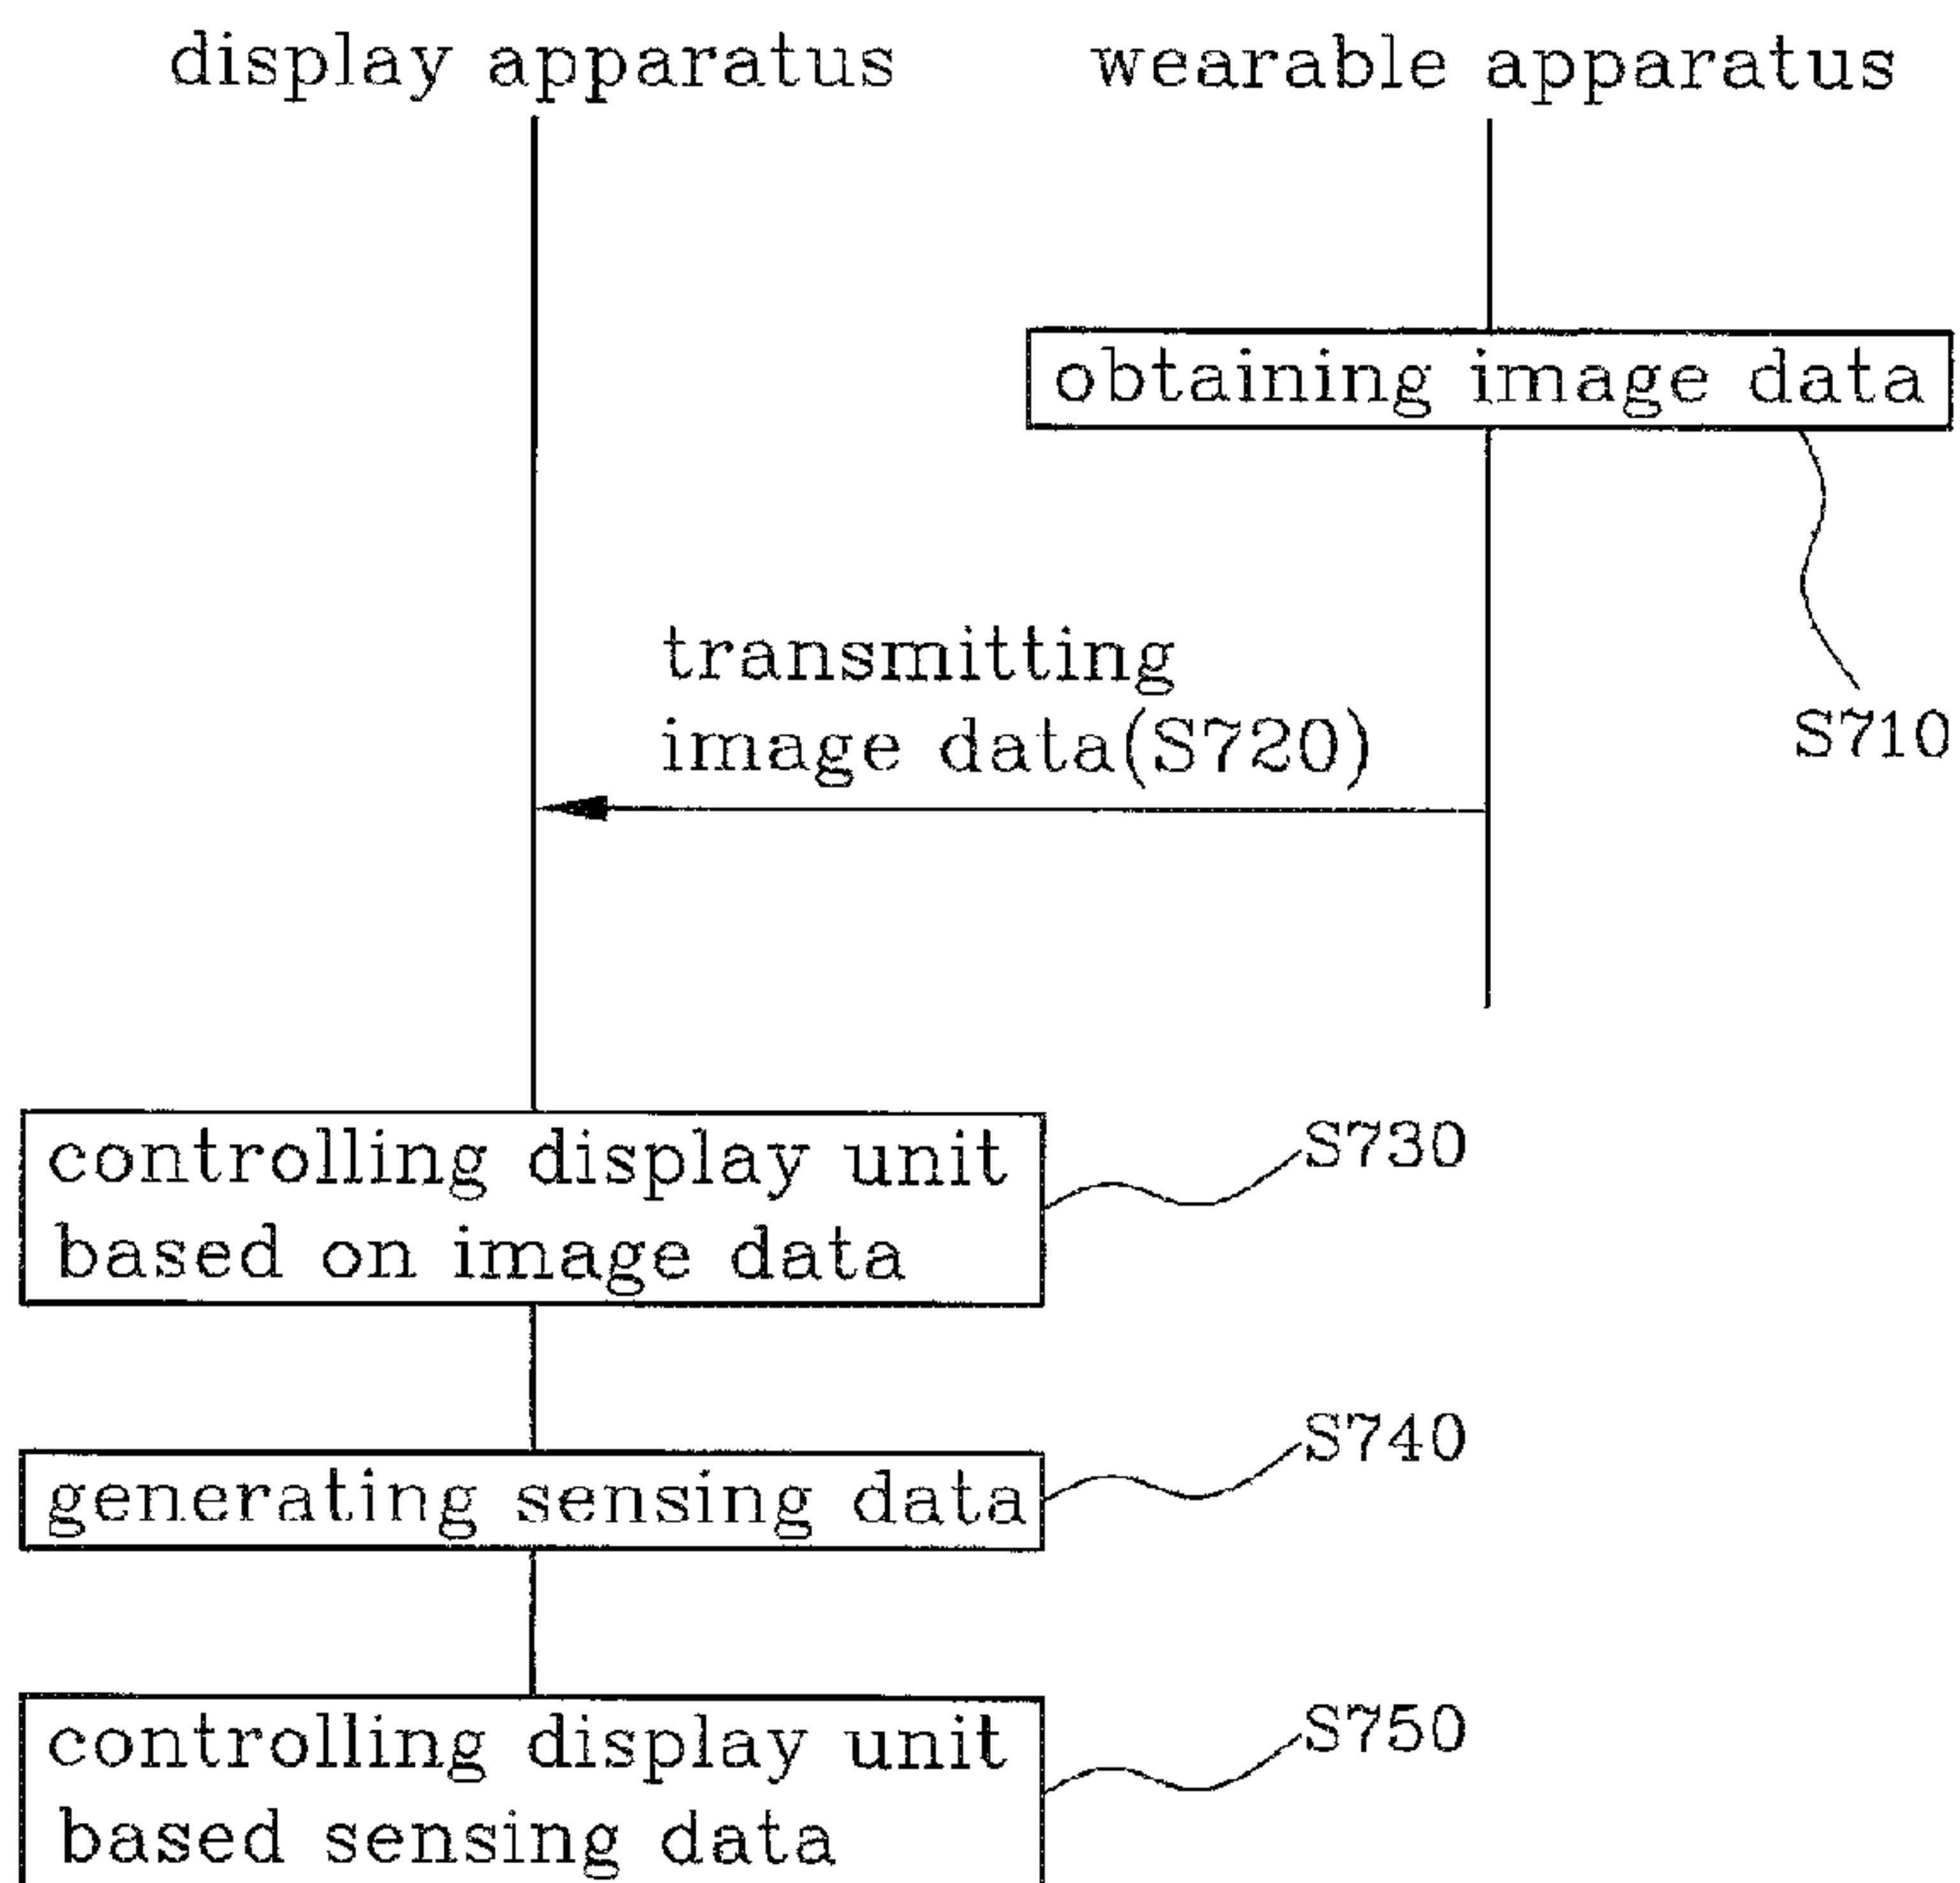 display apparatus
wearable apparatus
obtaining image data
S710
transmitting
image data(S720)
controlling display unit
based on image data
S730
generating sensing data
S740
controlling display unit
based sensing data
S750